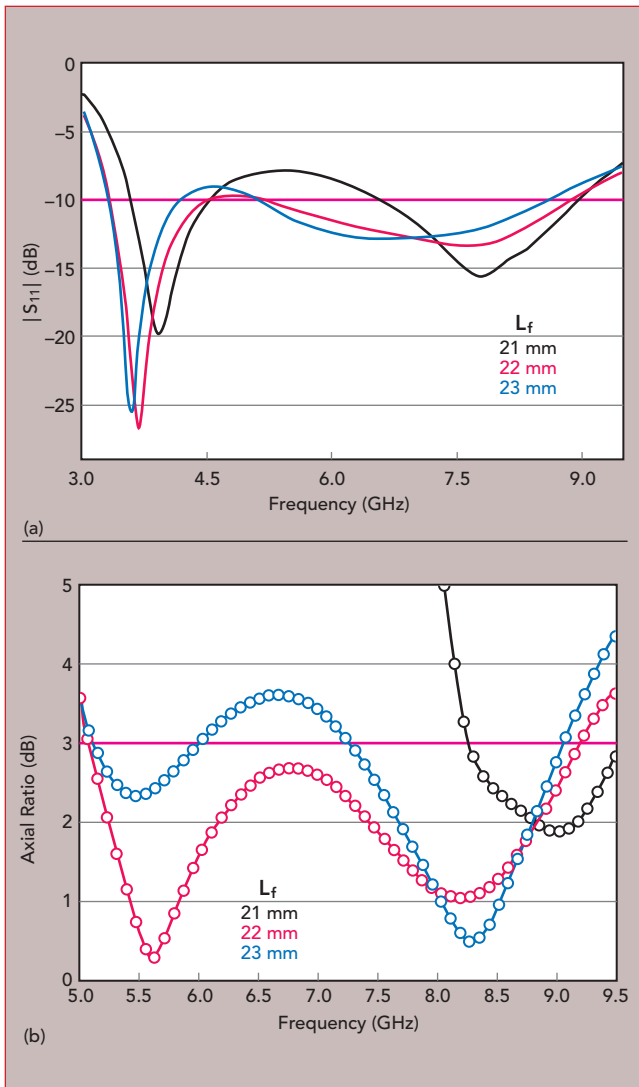 0
−5
−10
−15
−20
−25
|S11| (dB)
Lf
21 mm
22 mm
23 mm
3.0 4.5 6.0 7.5 9.0
Frequency (GHz)
(a)
5
4
3
2
1
0
Axial Ratio (dB)
Lf
21 mm
22 mm
23 mm
5.0 5.5 6.0 6.5 7.0 7.5 8.0 8.5 9.0 9.5
Frequency (GHz)
(b)